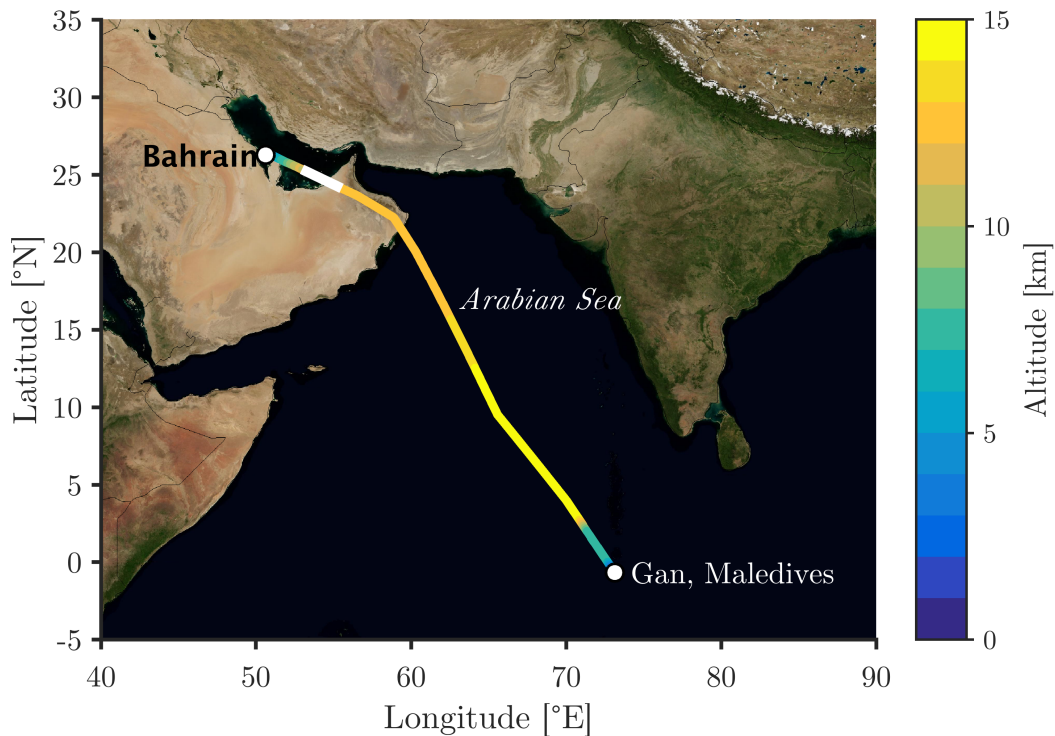 35
30
25
20
15
10
5
0
-5
Latitude [°N]
Bahrain
Arabian Sea
Gan, Maledives
40 50 60 70 80 90
Longitude [°E]
15
10
5
0
Altitude [km]